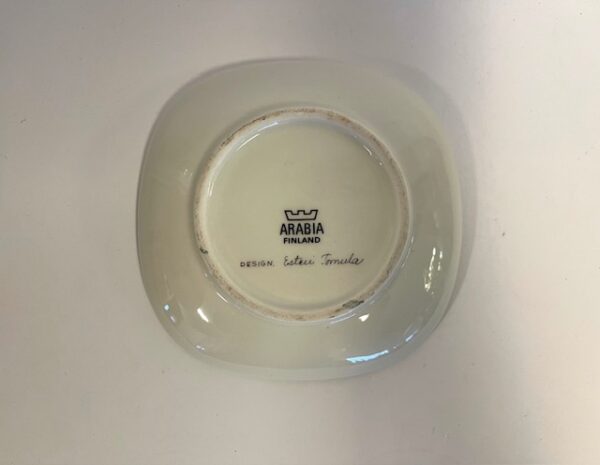 ARABIA
FINLAND
DESIGN. Esteri Tomula